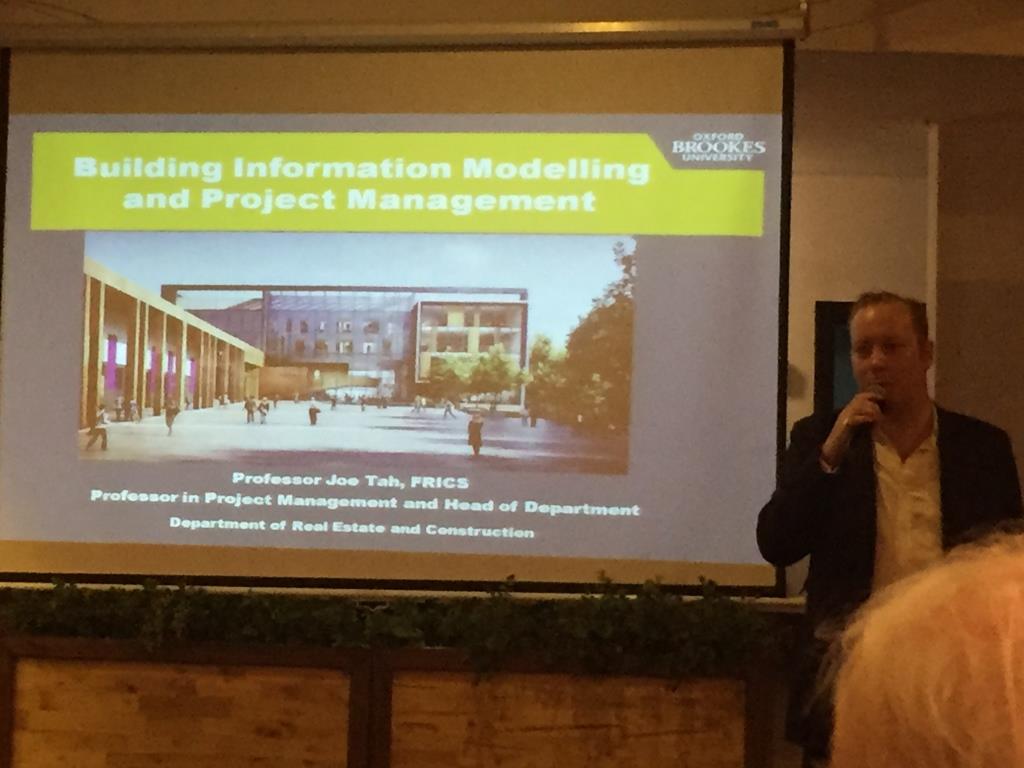 OXFORD
BROOKES
UNIVERSITY
Building Information Modelling
and Project Management
Professor Joe Tah, FRICS
Professor in Project Management and Head of Department
Department of Real Estate and Construction